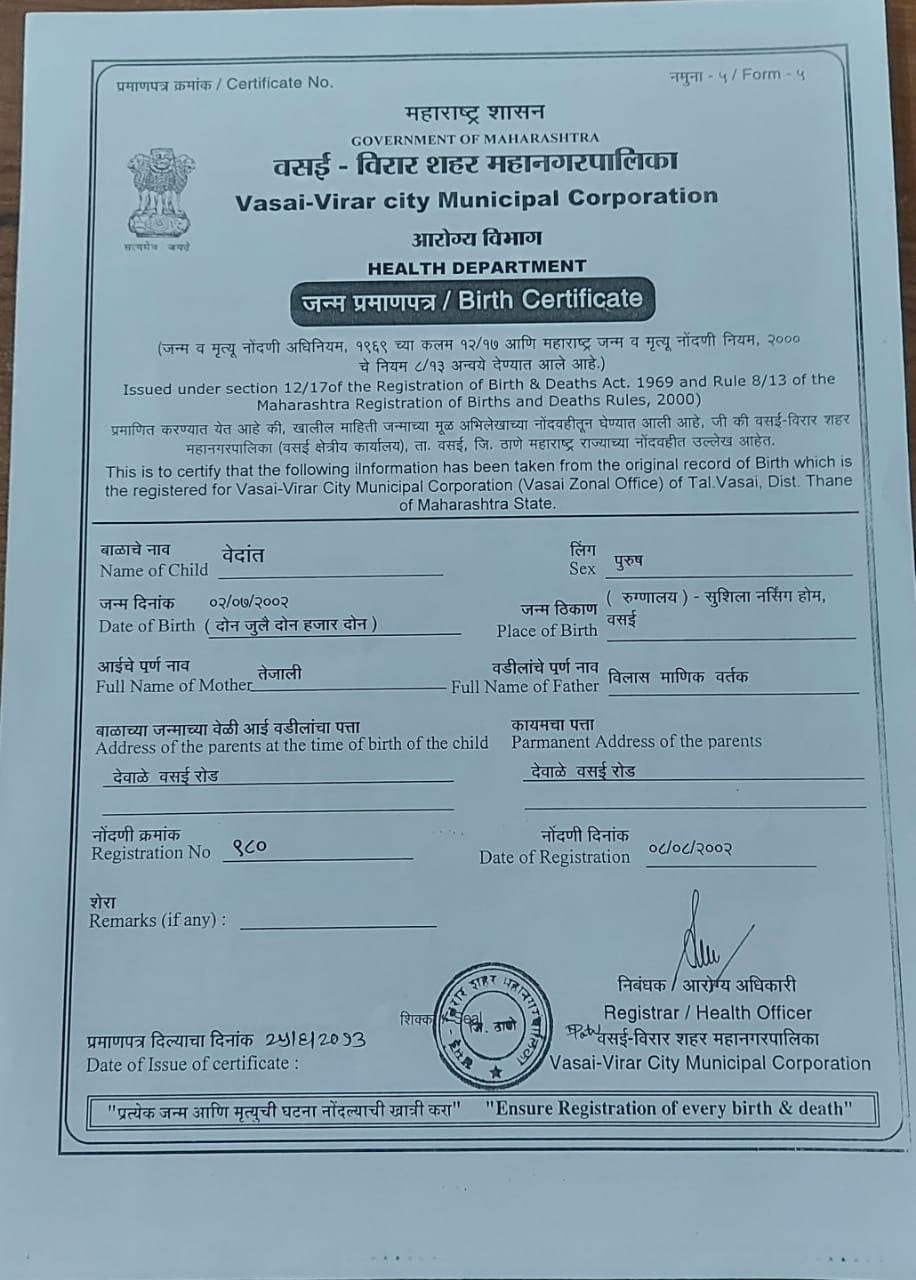 प्रमाणपत्र क्रमांक / Certificate No.
नमुना - ५ / Form - ५
महाराष्ट्र शासन
GOVERNMENT OF MAHARASHTRA
वसई - विरार शहर महानगरपालिका
Vasai-Virar city Municipal Corporation
सत्यमेव जयते
आरोग्य विभाग
HEALTH DEPARTMENT
जन्म प्रमाणपत्र / Birth Certificate
(जन्म व मृत्यू नोंदणी अधिनियम, १९६९ च्या कलम १२/१७ आणि महाराष्ट्र जन्म व मृत्यू नोंदणी नियम, २०००
चे नियम ८/१३ अन्वये देण्यात आले आहे.)
Issued under section 12/17of the Registration of Birth & Deaths Act. 1969 and Rule 8/13 of the
Maharashtra Registration of Births and Deaths Rules, 2000)
प्रमाणित करण्यात येत आहे की, खालील माहिती जन्माच्या मूळ अभिलेखाच्या नोंदवहीतून घेण्यात आली आहे, जी की वसई-विरार शहर
महानगरपालिका (वसई क्षेत्रीय कार्यालय), ता. वसई, जि. ठाणे महाराष्ट्र राज्याच्या नोंदवहीत उल्लेख आहेत.
This is to certify that the following iInformation has been taken from the original record of Birth which is
the registered for Vasai-Virar City Municipal Corporation (Vasai Zonal Office) of Tal.Vasai, Dist. Thane
of Maharashtra State.
बाळाचे नाव वेदांत लिंग पुरुष
Name of Child Sex
जन्म दिनांक ०२/०७/२००२ जन्म ठिकाण ( रुग्णालय ) - सुशिला नर्सिंग होम,
Date of Birth ( दोन जुलै दोन हजार दोन ) Place of Birth वसई
आईचे पूर्ण नाव तेजाली वडीलांचे पूर्ण नाव विलास माणिक वर्तक
Full Name of Mother Full Name of Father
बाळाच्या जन्माच्या वेळी आई वडीलांचा पत्ता कायमचा पत्ता
Address of the parents at the time of birth of the child Parmanent Address of the parents
देवाळे वसई रोड देवाळे वसई रोड
नोंदणी क्रमांक ९८० नोंदणी दिनांक ०८/०८/२००२
Registration No Date of Registration
शेरा
Remarks (if any) :
निबंधक / आरोग्य अधिकारी
शिक्का Seal Registrar / Health Officer
जि. ठाणे
प्रमाणपत्र दिल्याचा दिनांक वसई-विरार शहर महानगरपालिका
Date of Issue of certificate : Vasai-Virar City Municipal Corporation
"प्रत्येक जन्म आणि मृत्युची घटना नोंदल्याची खात्री करा" "Ensure Registration of every birth & death"